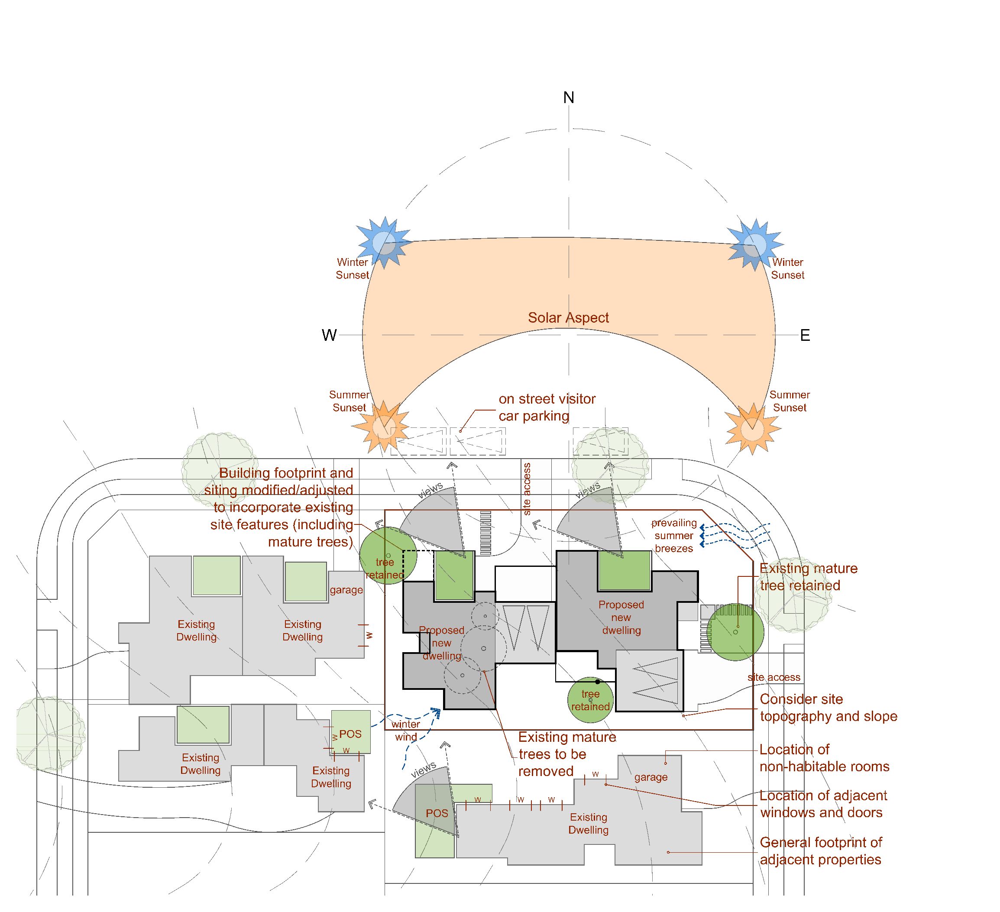 N
Winter
Sunset
Winter
Sunset
Solar Aspect
W
E
Summer
Sunset
on street visitor
car parking
Summer
Sunset
Building footprint and
siting modified/adjusted
to incorporate existing
site features (including
mature trees)
views
site access
views
prevailing
summer
breezes
tree
retained
Existing mature
tree retained
garage
Existing
Dwelling
Existing
Dwelling
w
Proposed
new
dwelling
Proposed
new
dwelling
site access
tree
retained
Consider site
topography and slope
winter
wind
POS
w
w
Existing
Dwelling
Existing
Dwelling
Existing mature
trees to be
removed
Location of
non-habitable rooms
views
w
garage
POS
w
w
w
Existing
Dwelling
Location of adjacent
windows and doors
General footprint of
adjacent properties